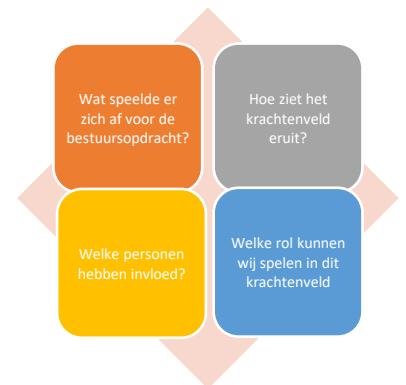 Wat speelde er
zich af voor de
bestuursopdracht?
Hoe ziet het
krachtenveld
eruit?
Welke personen
hebben invloed?
Welke rol kunnen
wij spelen in dit
krachtenveld